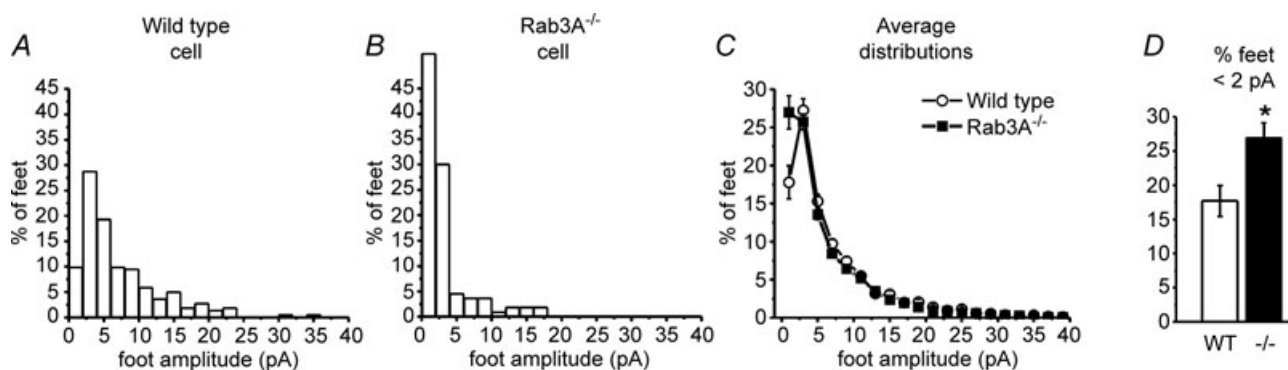 A
Wild type
cell
% of feet
45
40
35
30
25
20
15
10
5
0
0 5 10 15 20 25 30 35 40
foot amplitude (pA)
B
Rab3A-/-
cell
% of feet
45
40
35
30
25
20
15
10
5
0
0 5 10 15 20 25 30 35 40
foot amplitude (pA)
C
Average
distributions
Wild type
Rab3A-/-
% of feet
30
25
20
15
10
5
0
0 5 10 15 20 25 30 35 40
foot amplitude (pA)
D
% feet
< 2 pA
*
30
25
20
15
10
5
0
WT -/-